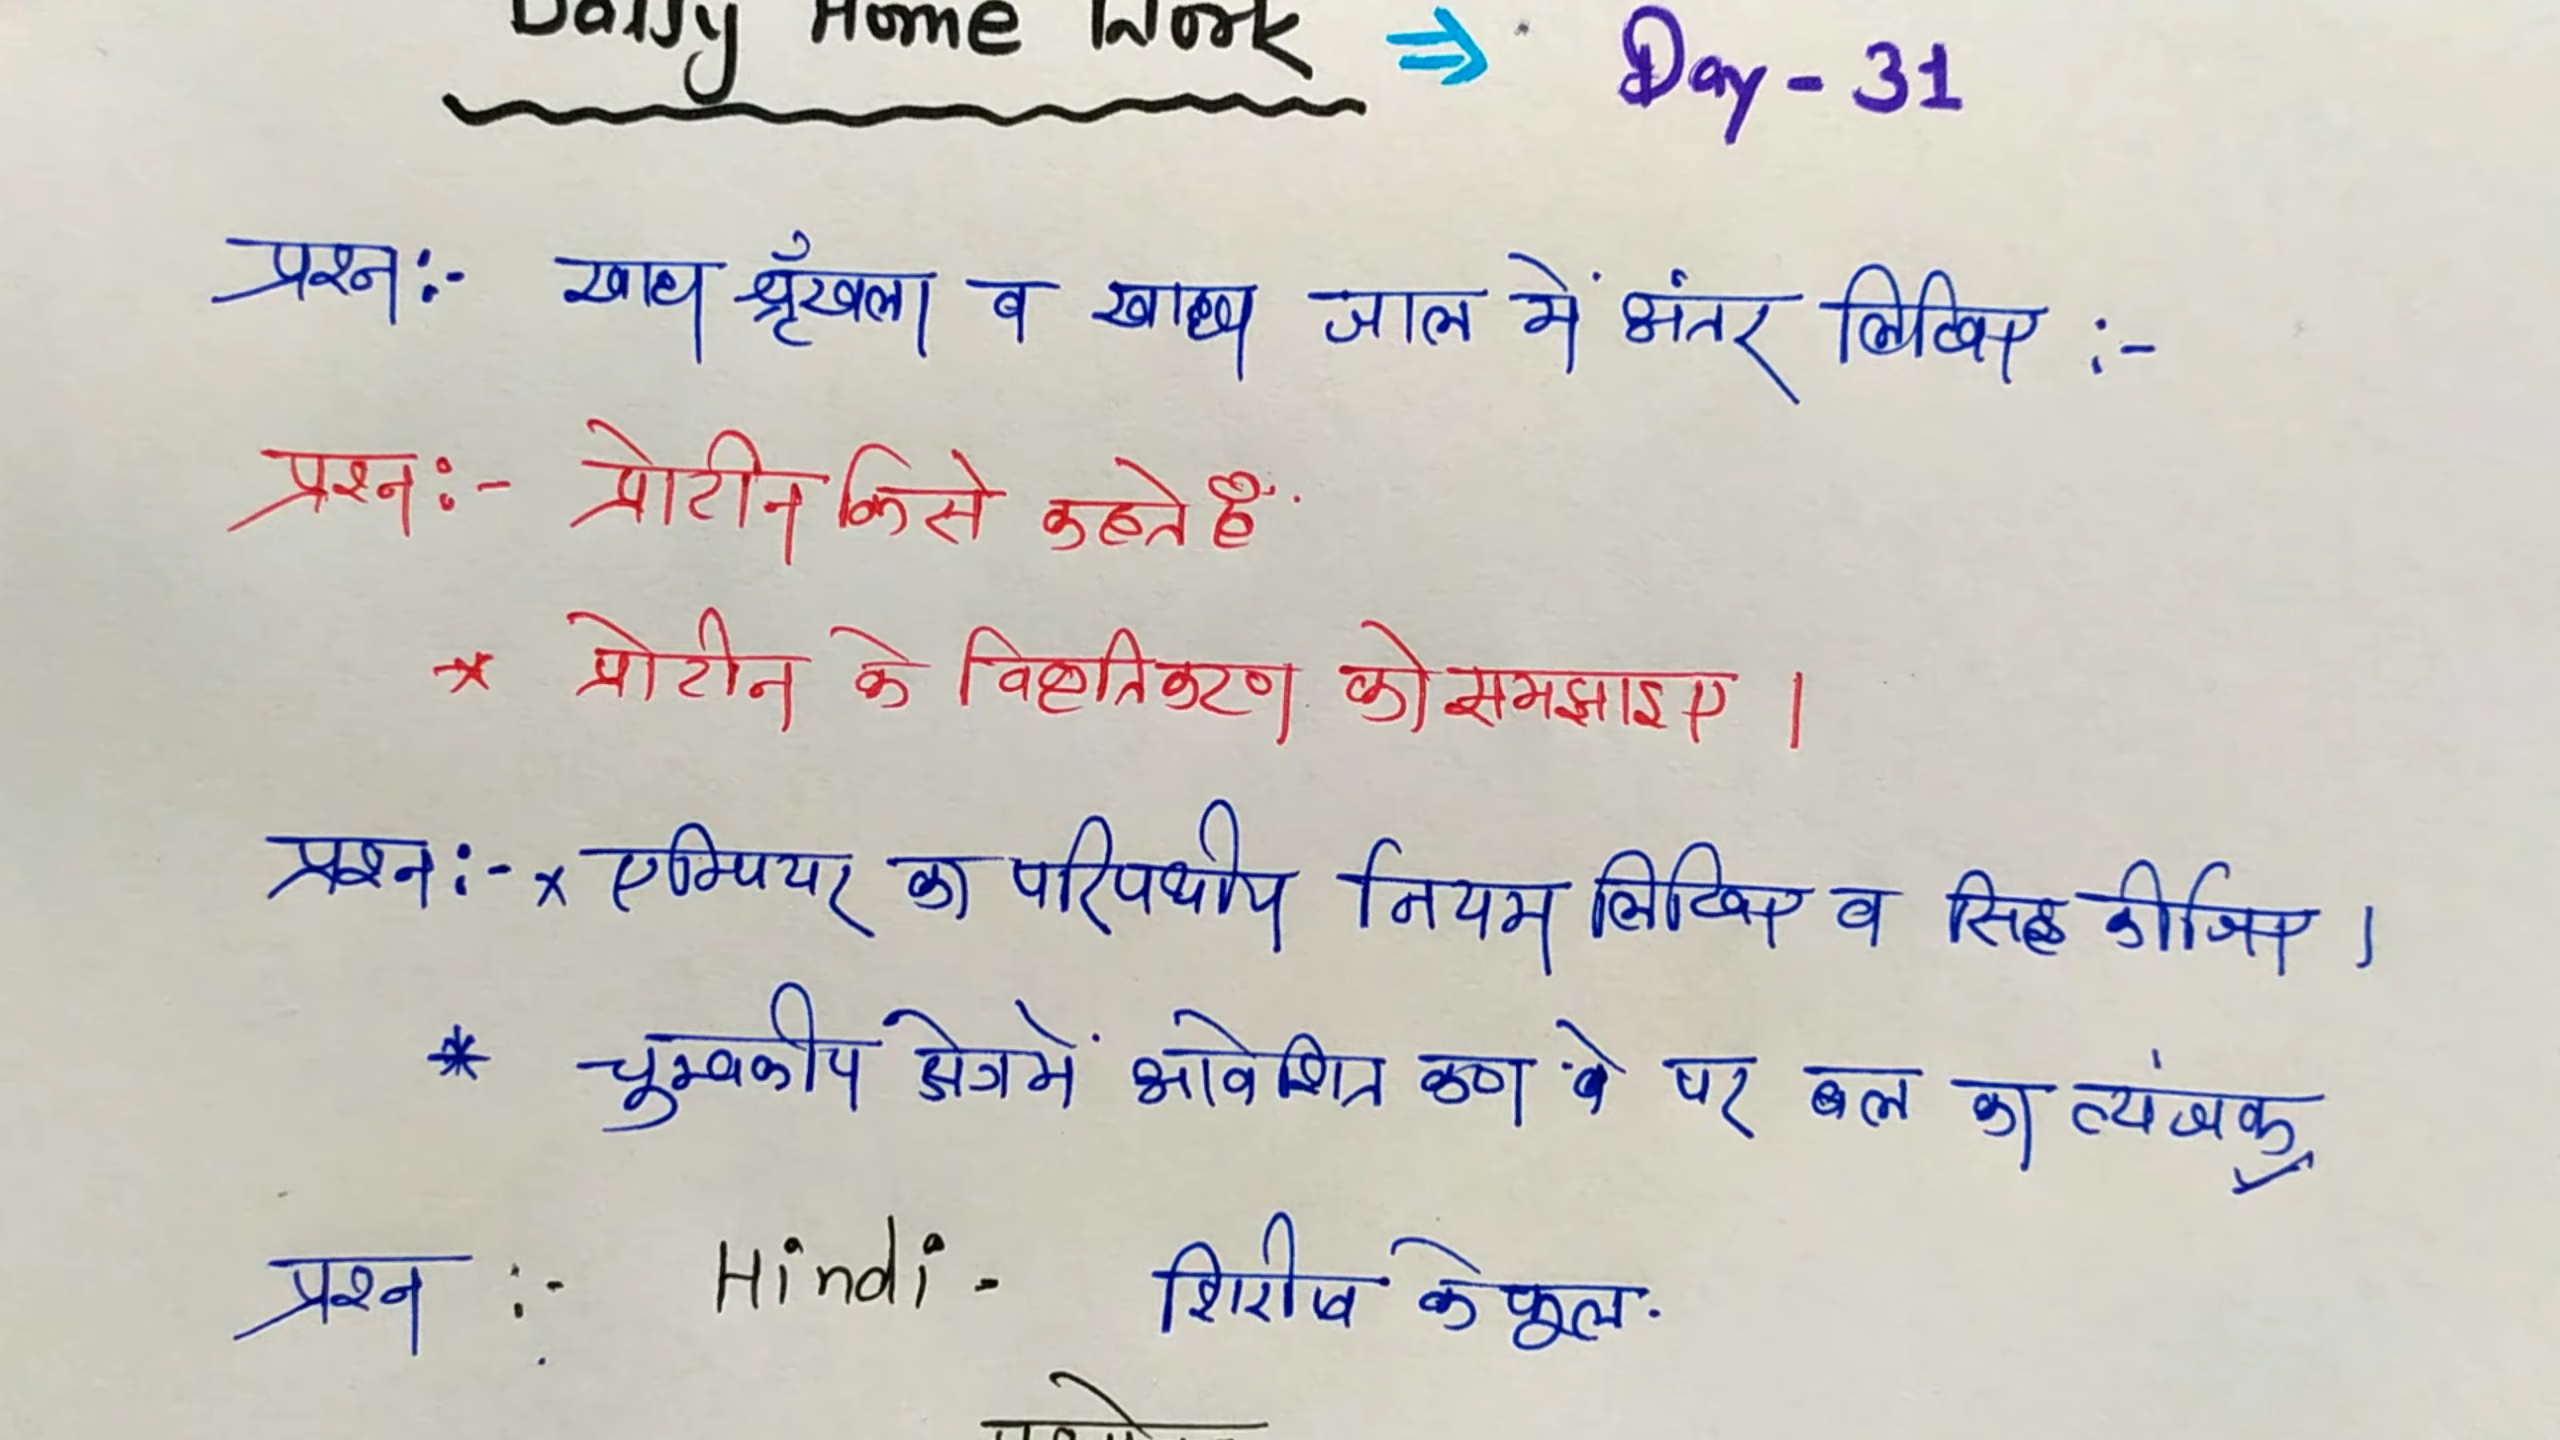 Daily Home Work ⇒ Day - 31
प्रश्न:- खाद्य श्रृँखला व खाद्य जाल में अंतर लिखिए :-
प्रश्न:- प्रोटीन किसे कहते हैं
* प्रोटीन के विकृतिकरण को समझाइए ।
प्रश्न:- * एम्पियर का परिपथीय नियम लिखिए व सिद्ध कीजिए ।
* चुम्बकीय क्षेत्र में आवेशित कण पर बल का व्यंजक
प्रश्न :- Hindi - शिरीष के फूल.